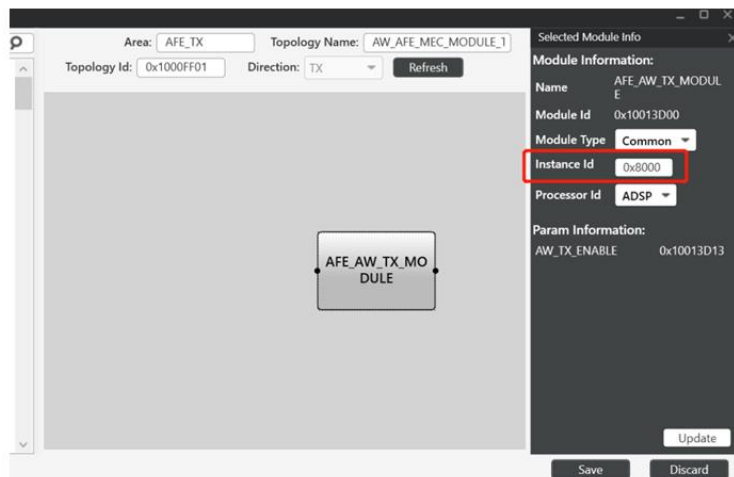 Area: AFE_TX Topology Name: AW_AFE_MEC_MODULE_1
Topology Id: 0x1000FF01 Direction: TX Refresh
AFE_AW_TX_MO
DULE
Selected Module Info
Module Information:
Name AFE_AW_TX_MODUL
E
Module Id 0x10013D00
Module Type Common
Instance Id 0x8000
Processor Id ADSP
Param Information:
AW_TX_ENABLE 0x10013D13
Update
Save Discard